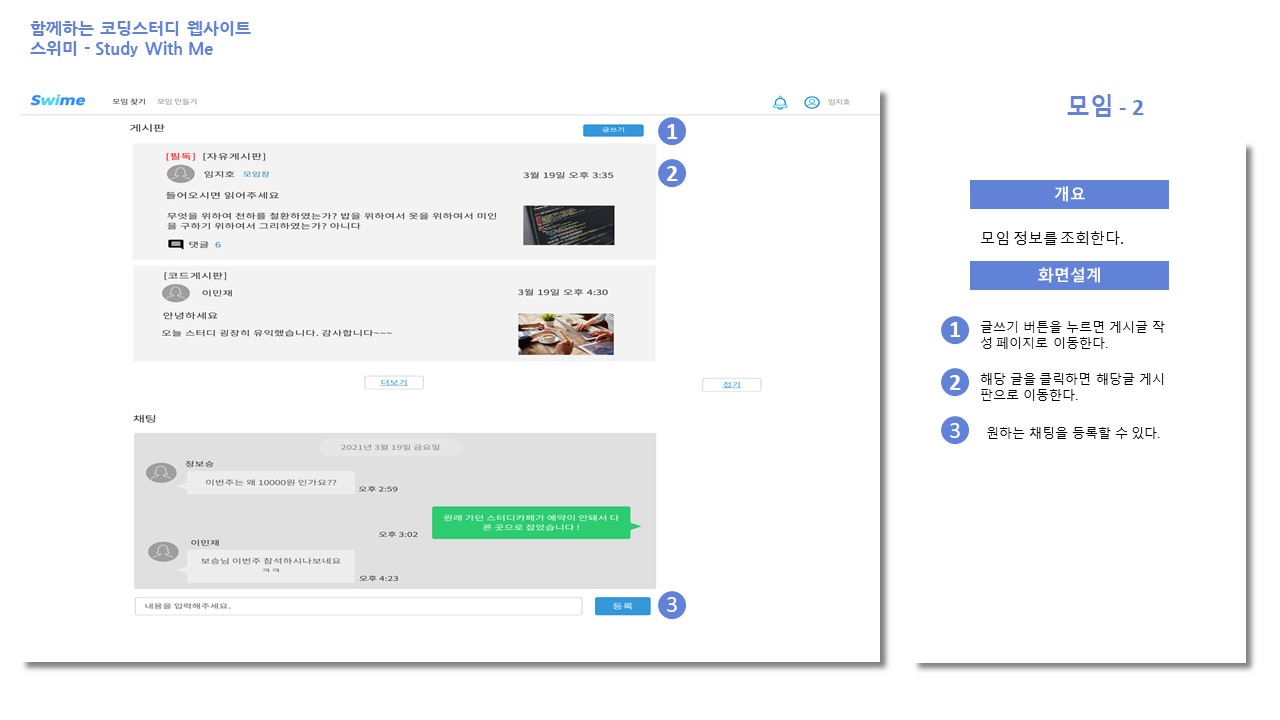 함께하는 코딩스터디 웹사이트
스위미 - Study With Me
Swime 모임 찾기 모임 만들기 임지호
게시판 글쓰기 1
[필독] [자유게시판] 2
임지호 모임장 3월 19일 오후 3:35
들어오시면 읽어주세요
무엇을 위하여 천하를 철환하였는가? 밥을 위하여서 옷을 위하여서 미인
을 구하기 위하여서 그리하였는가? 아니다
댓글 6
[코드게시판]
이민재 3월 19일 오후 4:30
안녕하세요
오늘 스터디 굉장히 유익했습니다. 감사합니다~~~
더보기 접기
채팅
2021년 3월 19일 금요일
정보승
이번주는 왜 10000원 인가요??
오후 2:59
원래 가던 스터디카페가 예약이 안돼서 다
른 곳으로 잡았습니다 !
오후 3:02
이민재
보승님 이번주 참석하시나보네요
ㅋㅋ
오후 4:23
내용을 입력해주세요. 등록 3
모임 - 2
개요
모임 정보를 조회한다.
화면설계
1 글쓰기 버튼을 누르면 게시글 작
성 페이지로 이동한다.
2 해당 글을 클릭하면 해당글 게시
판으로 이동한다.
3 원하는 채팅을 등록할 수 있다.